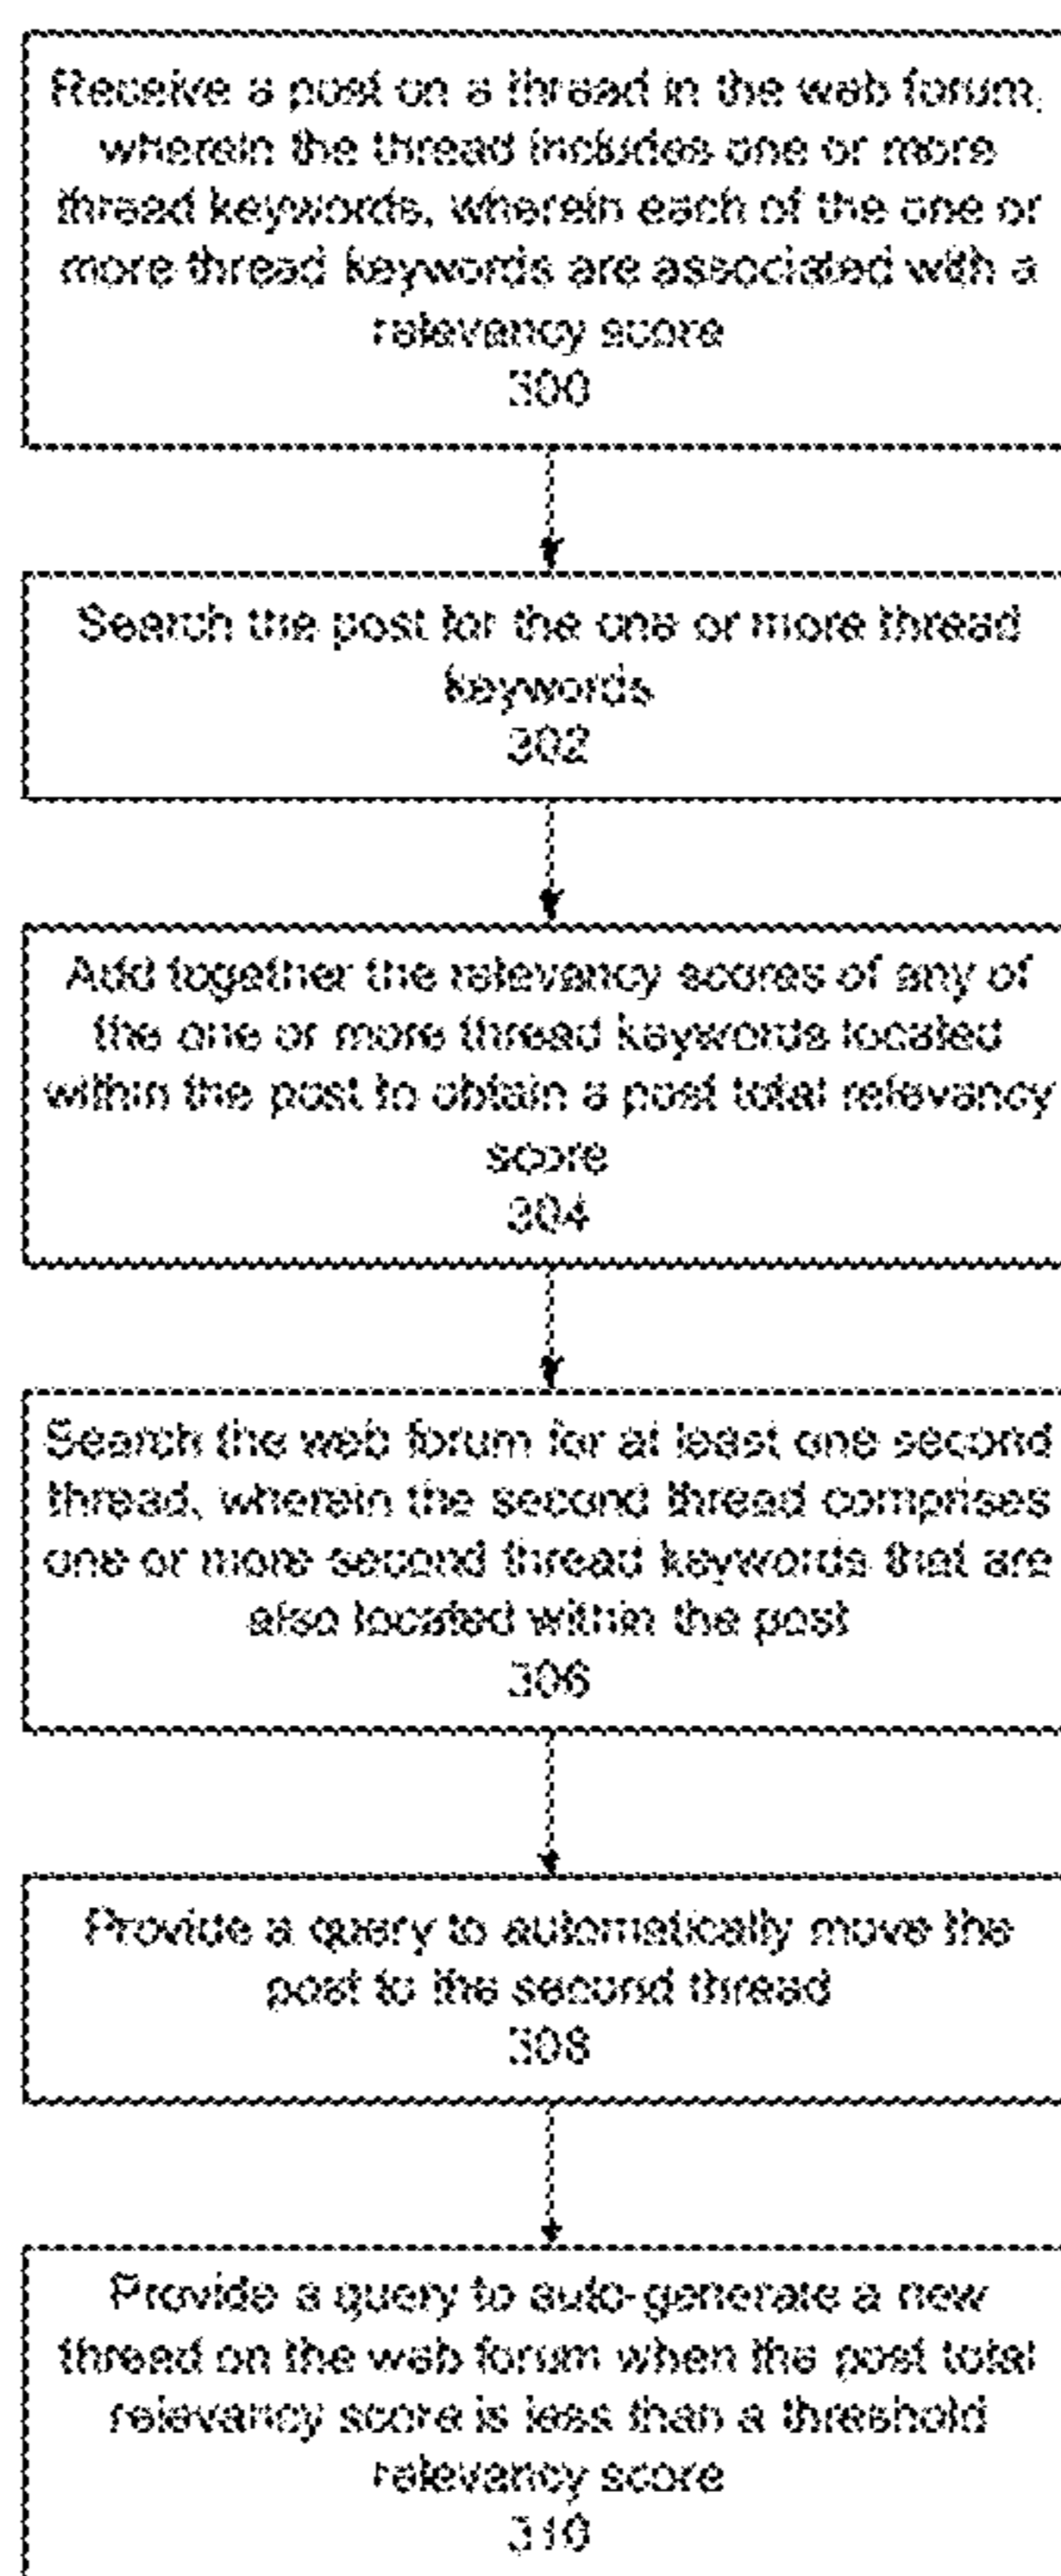 Receive a post on a thread in the web forum,
wherein the thread includes one or more
thread keywords, wherein each of the one or
more thread keywords are associated with a
relevancy score
300
Search the post for the one or more thread
keywords
302
Add together the relevancy scores of any of
the one or more thread keywords located
within the post to obtain a post total relevancy
score
304
Search the web forum for at least one second
thread, wherein the second thread comprises
one or more second thread keywords that are
also located within the post
306
Provide a query to automatically move the
post to the second thread
308
Provide a query to auto-generate a new
thread on the web forum when the post total
relevancy score is less than a threshold
relevancy score
310